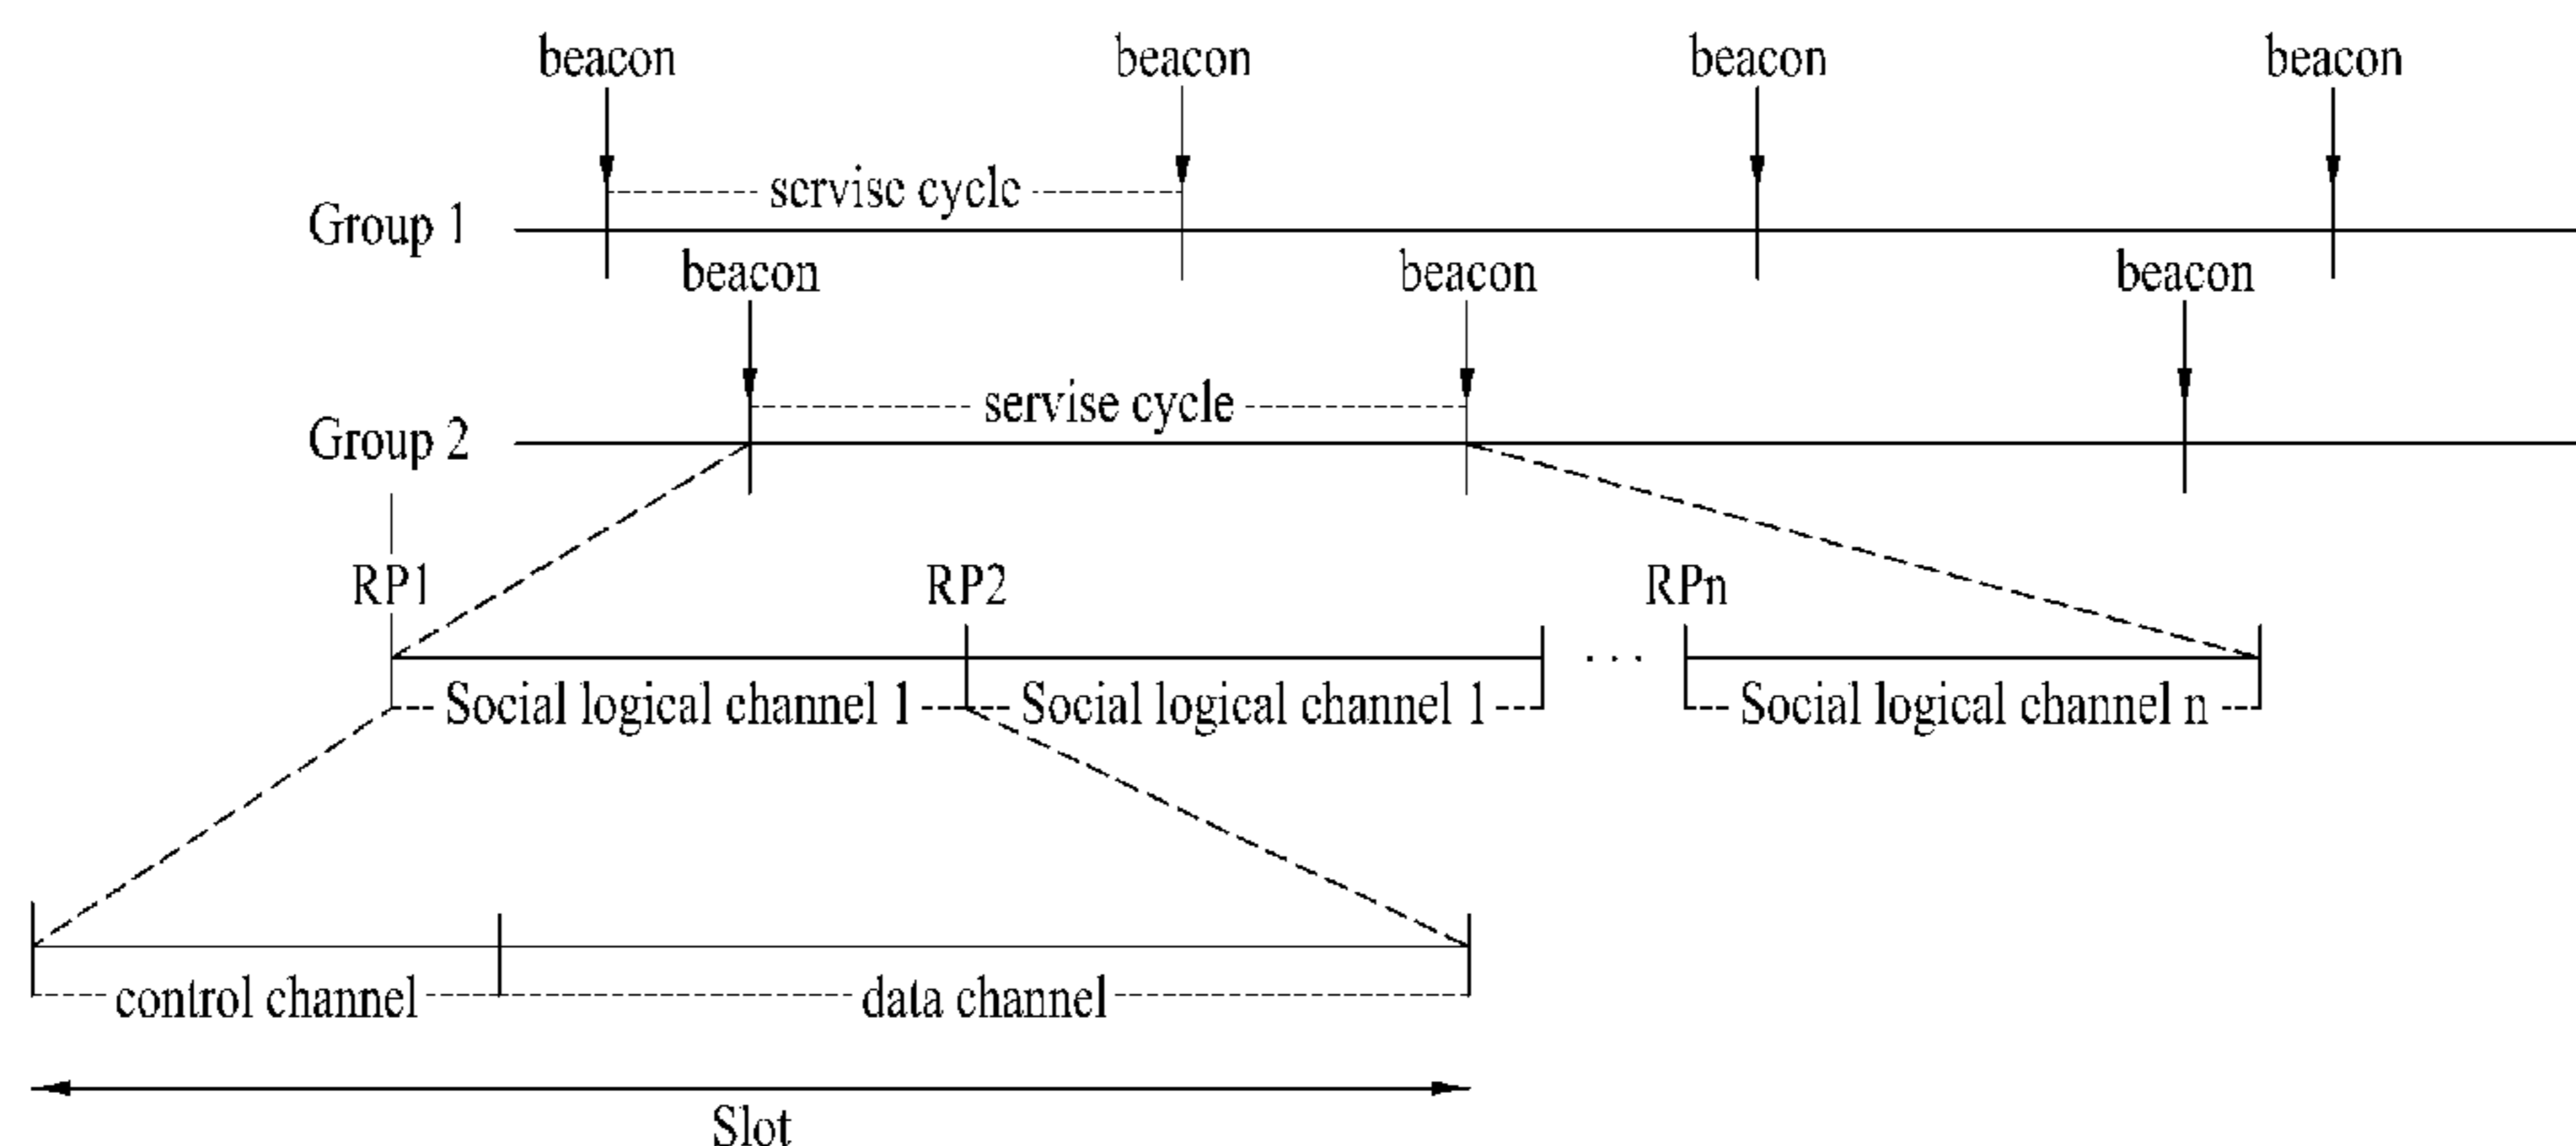 beacon beacon beacon beacon
servise cycle
Group 1
beacon beacon beacon
servise cycle
Group 2
RP1 RP2 RPn
. . .
Social logical channel 1 Social logical channel 1 Social logical channel n
control channel data channel
Slot